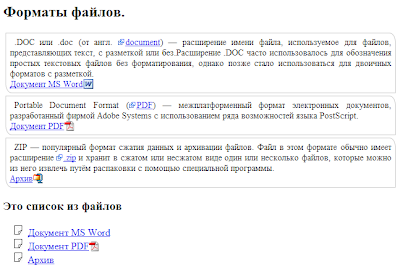 Форматы файлов.
.DOC или .doc (от англ. document) — расширение имени файла, используемое для файлов,
представляющих текст, с разметкой или без.Расширение .DOC часто использовалось для обозначения
простых текстовых файлов без форматирования, однако позже стало использоваться для двоичных
форматов с разметкой.
Документ MS Word
Portable Document Format (PDF) — межплатформенный формат электронных документов,
разработанный фирмой Adobe Systems с использованием ряда возможностей языка PostScript.
Документ PDF
ZIP — популярный формат сжатия данных и архивации файлов. Файл в этом формате обычно имеет
расширение .zip и хранит в сжатом или несжатом виде один или несколько файлов, которые можно
из него извлечь путём распаковки с помощью специальной программы.
Архив
Это список из файлов
Документ MS Word
Документ PDF
Архив